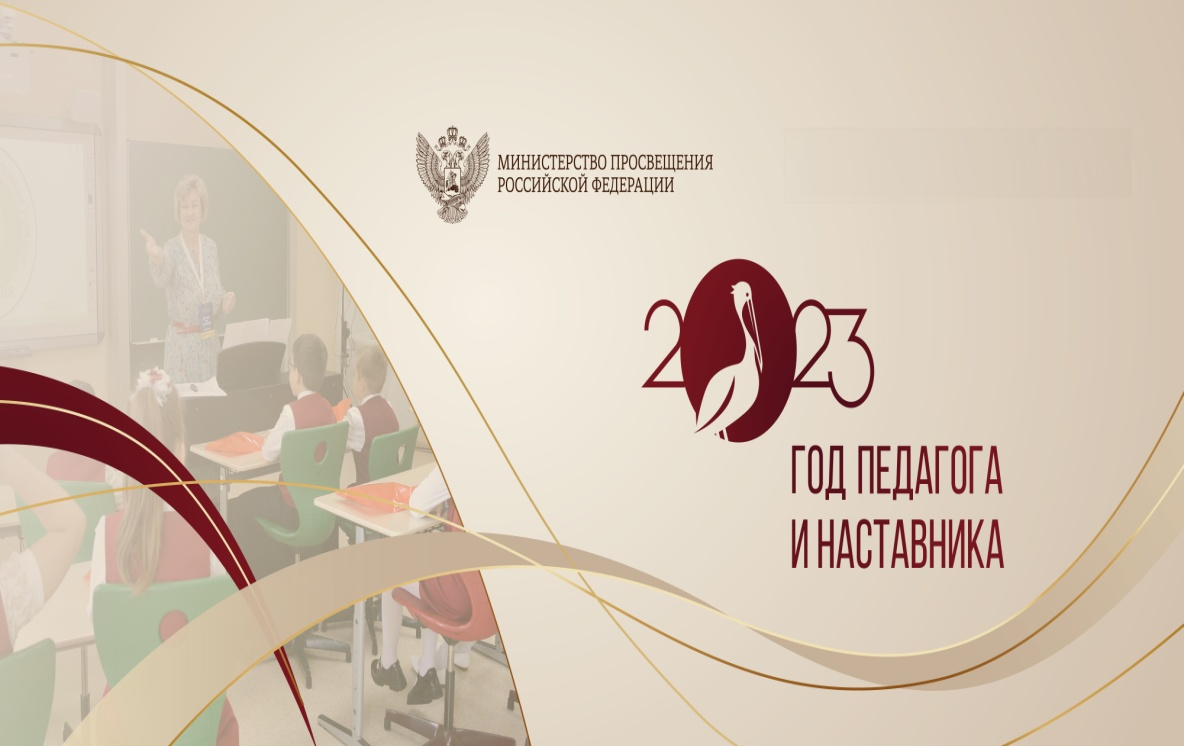 МИНИСТЕРСТВО ПРОСВЕЩЕНИЯ
РОССИЙСКОЙ ФЕДЕРАЦИИ
2023
ГОД ПЕДАГОГА
И НАСТАВНИКА